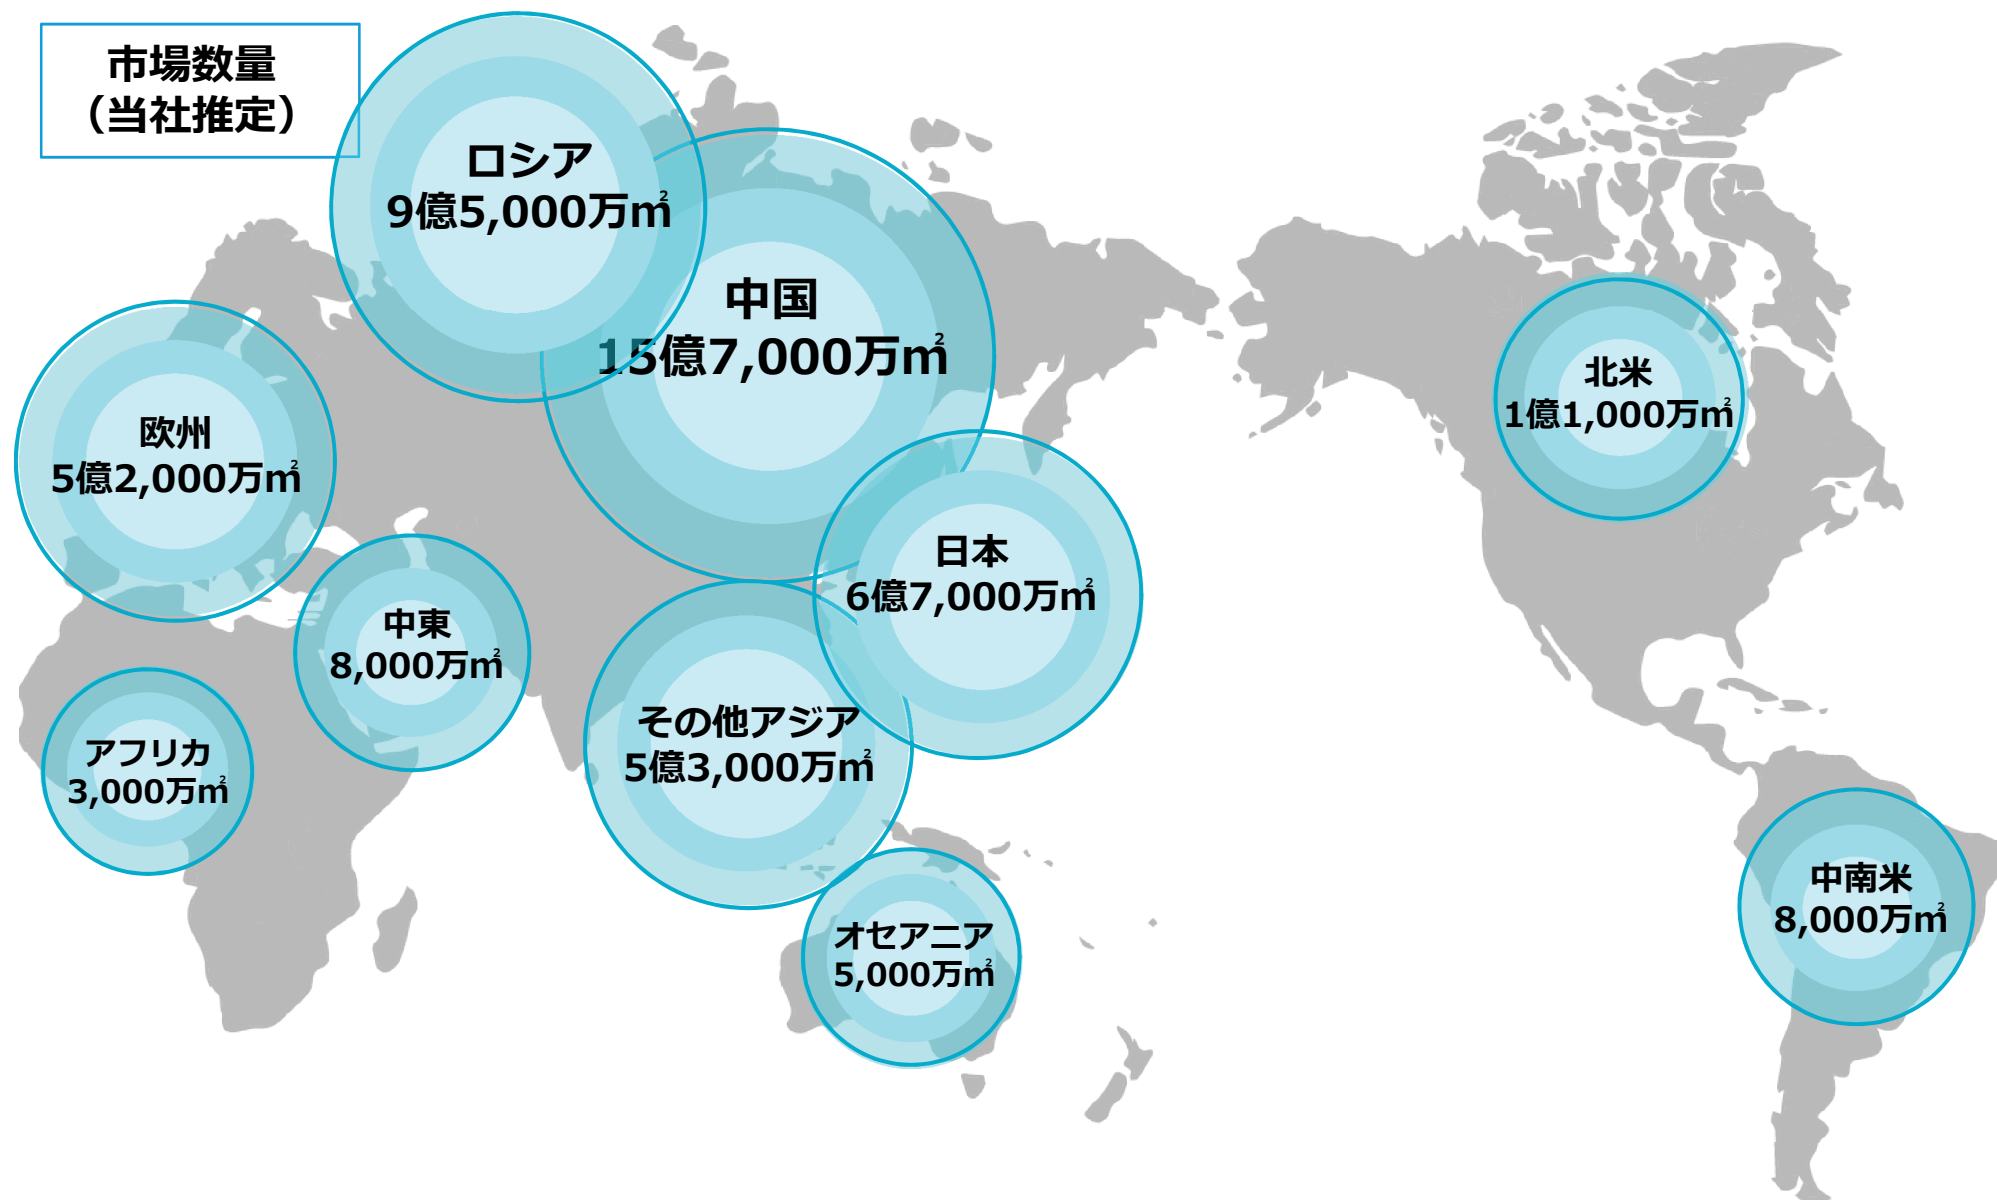 市場数量
（当社推定）
ロシア
9億5,000万㎡
中国
15億7,000万㎡
北米
1億1,000万㎡
欧州
5億2,000万㎡
日本
6億7,000万㎡
中東
8,000万㎡
その他アジア
5億3,000万㎡
アフリカ
3,000万㎡
中南米
8,000万㎡
オセアニア
5,000万㎡